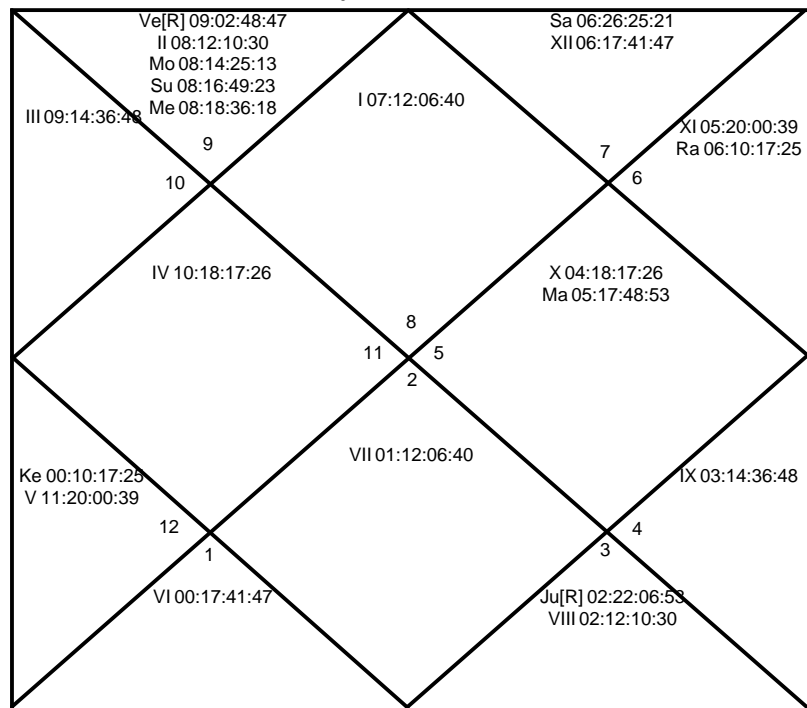 Ve[R] 09:02:48:47
II 08:12:10:30
Mo 08:14:25:13
Su 08:16:49:23
Me 08:18:36:18
Sa 06:26:25:21
XII 06:17:41:47
I 07:12:06:40
III 09:14:36:48
XI 05:20:00:39
Ra 06:10:17:25
9
7
10
6
IV 10:18:17:26
X 04:18:17:26
Ma 05:17:48:53
8
11
5
2
VII 01:12:06:40
Ke 00:10:17:25
V 11:20:00:39
IX 03:14:36:48
12
4
1
3
VI 00:17:41:47
Ju[R] 02:22:06:53
VIII 02:12:10:30